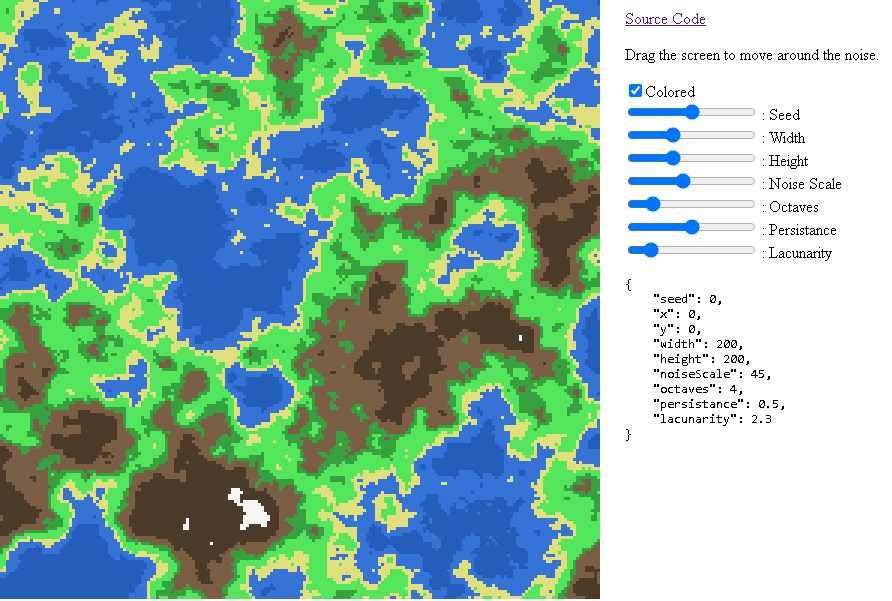 Source Code
Drag the screen to move around the noise.
Colored
: Seed
: Width
: Height
: Noise Scale
: Octaves
: Persistance
: Lacunarity
{
    "seed": 0,
    "x": 0,
    "y": 0,
    "width": 200,
    "height": 200,
    "noiseScale": 45,
    "octaves": 4,
    "persistance": 0.5,
    "lacunarity": 2.3
}